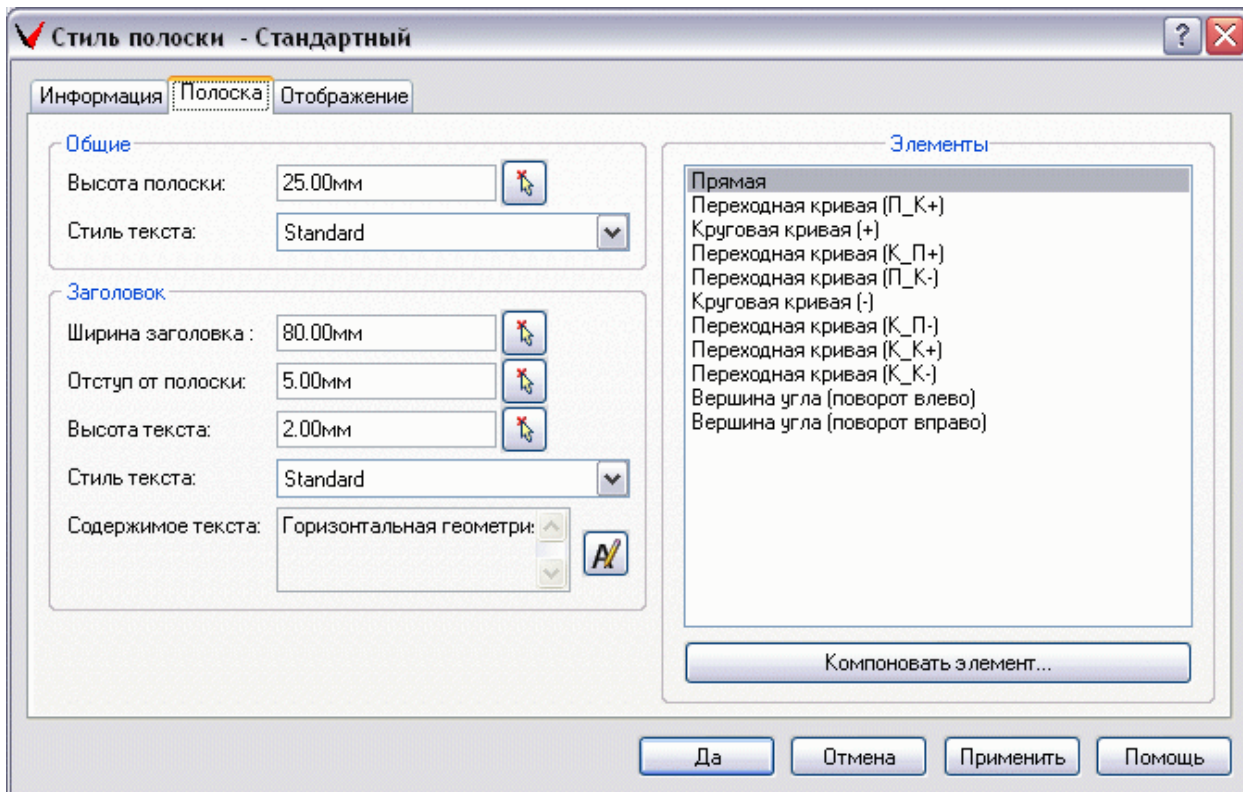 Стиль полоски - Стандартный
Информация Полоска Отображение
Общие
Высота полоски: 25.00мм
Стиль текста: Standard
Заголовок
Ширина заголовка : 80.00мм
Отступ от полоски: 5.00мм
Высота текста: 2.00мм
Стиль текста: Standard
Содержимое текста: Горизонтальная геометри
Элементы
Прямая
Переходная кривая (П_К+)
Круговая кривая (+)
Переходная кривая (К_П+)
Переходная кривая (П_К-)
Круговая кривая (-)
Переходная кривая (К_П-)
Переходная кривая (К_К+)
Переходная кривая (К_К-)
Вершина угла (поворот влево)
Вершина угла (поворот вправо)
Компоновать элемент...
Да Отмена Применить Помощь